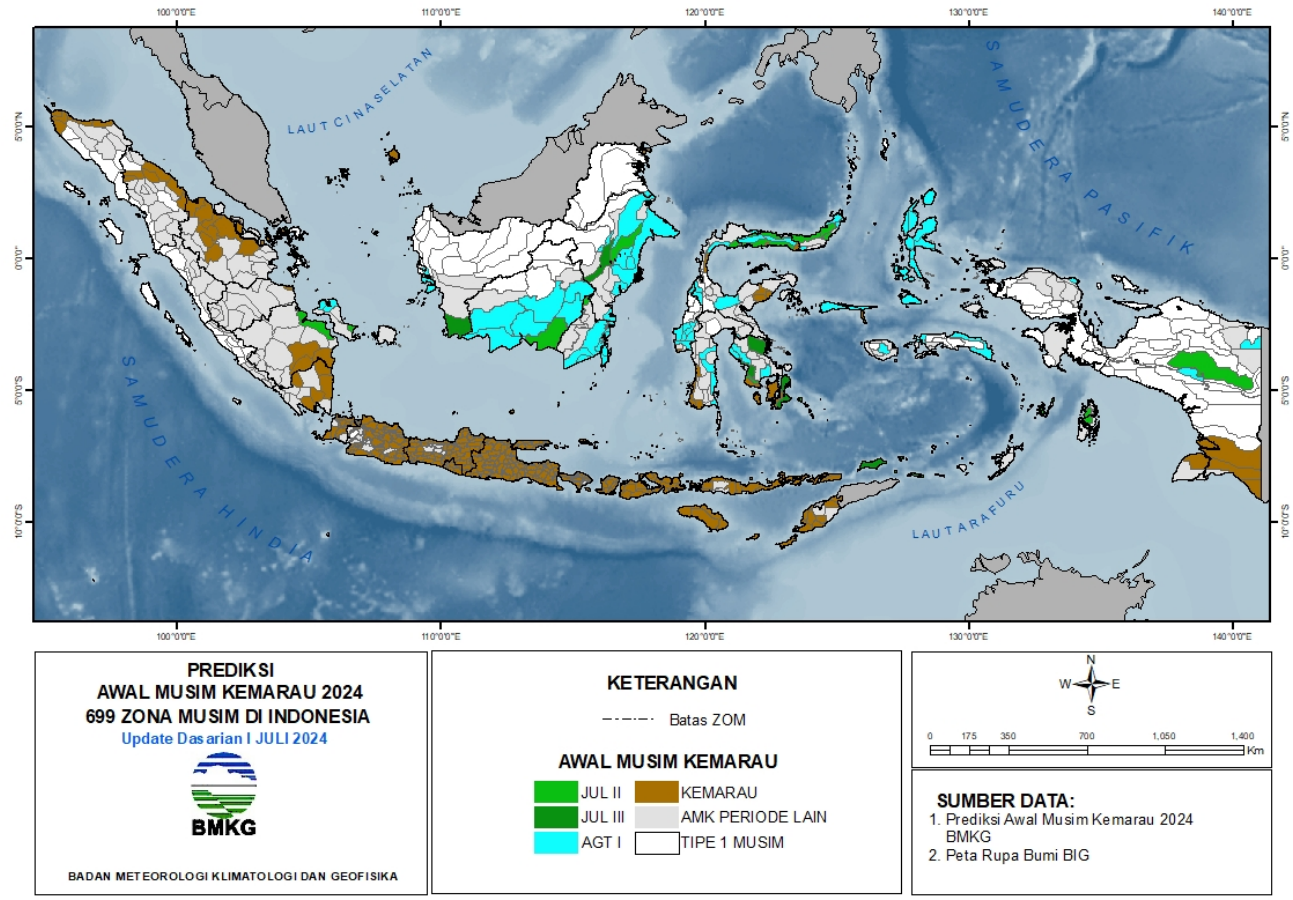 100°0'0"E 110°0'0"E 120°0'0"E 130°0'0"E 140°0'0"E
5°0'0"N
0°0'0"
5°0'0"S
10°0'0"S
5°0'0"N
0°0'0"
5°0'0"S
10°0'0"S
LAUT CINA SELATAN
SAMUDERA PASIFIK
SAMUDERA HINDIA
LAUT ARAFURU
100°0'0"E 110°0'0"E 120°0'0"E 130°0'0"E 140°0'0"E
PREDIKSI
AWAL MUSIM KEMARAU 2024
699 ZONA MUSIM DI INDONESIA
Update Dasarian I JULI 2024
BMKG
BADAN METEOROLOGI KLIMATOLOGI DAN GEOFISIKA
KETERANGAN
Batas ZOM
AWAL MUSIM KEMARAU
JUL II KEMARAU
JUL III AMK PERIODE LAIN
AGT I TIPE 1 MUSIM
N
W E
S
0 175 350 700 1,050 1,400
Km
SUMBER DATA:
1. Prediksi Awal Musim Kemarau 2024
BMKG
2. Peta Rupa Bumi BIG